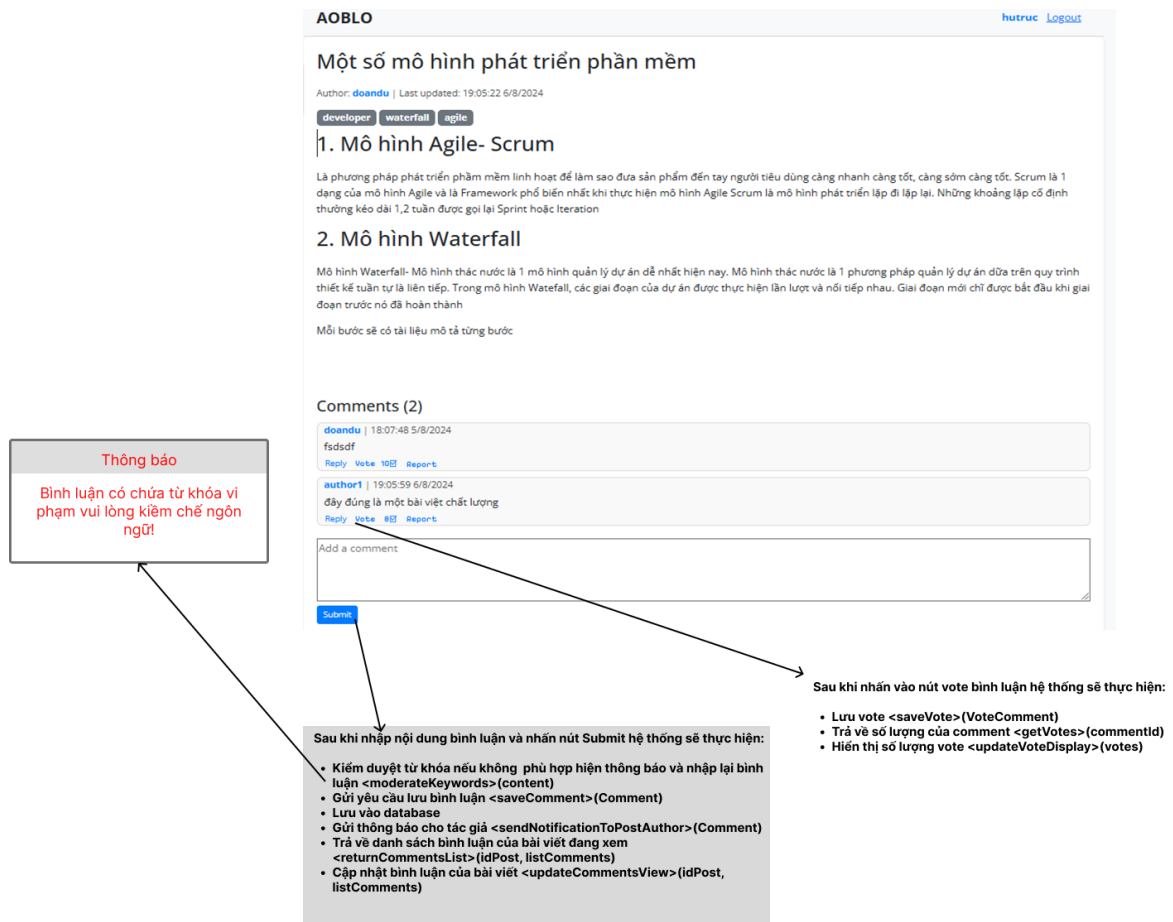 AOBLO
hutruc Logout
Một số mô hình phát triển phần mềm
Author: doandu | Last updated: 19:05:22 6/8/2024
developer waterfall agile
1. Mô hình Agile- Scrum
Là phương pháp phát triển phầm mềm linh hoạt để làm sao đưa sản phẩm đến tay người tiêu dùng càng nhanh càng tốt, càng sớm càng tốt. Scrum là 1
dạng của mô hình Agile và là Framework phổ biến nhất khi thực hiện mô hình Agile Scrum là mô hình phát triển lặp đi lặp lại. Những khoảng lặp cố định
thường kéo dài 1,2 tuần được gọi lại Sprint hoặc Iteration
2. Mô hình Waterfall
Mô hình Waterfall- Mô hình thác nước là 1 mô hình quản lý dự án dễ nhất hiện nay. Mô hình thác nước là 1 phương pháp quản lý dự án dữa trên quy trình
thiết kế tuần tự là liên tiếp. Trong mô hình Watefall, các giai đoạn của dự án được thực hiện lần lượt và nối tiếp nhau. Giai đoạn mới chĩ được bắt đầu khi giai
đoạn trước nó đã hoàn thành
Mỗi bước sẽ có tài liệu mô tả từng bước
Comments (2)
doandu | 18:07:48 5/8/2024
fsdsdf
Reply Vote 10☑ Report
author1 | 19:05:59 6/8/2024
đây đúng là một bài việt chất lượng
Reply Vote 8☑ Report
Add a comment
Submit
Thông báo
Bình luận có chứa từ khóa vi
phạm vui lòng kiềm chế ngôn
ngữ!
Sau khi nhấn vào nút vote bình luận hệ thống sẽ thực hiện:
• Lưu vote <saveVote>(VoteComment)
• Trả về số lượng của comment <getVotes>(commentId)
• Hiển thị số lượng vote <updateVoteDisplay>(votes)
Sau khi nhập nội dung bình luận và nhấn nút Submit hệ thống sẽ thực hiện:
• Kiểm duyệt từ khóa nếu không phù hợp hiện thông báo và nhập lại bình
luận <moderateKeywords>(content)
• Gửi yêu cầu lưu bình luận <saveComment>(Comment)
• Lưu vào database
• Gửi thông báo cho tác giả <sendNotificationToPostAuthor>(Comment)
• Trả về danh sách bình luận của bài viết đang xem
<returnCommentsList>(idPost, listComments)
• Cập nhật bình luận của bài viết <updateCommentsView>(idPost,
listComments)